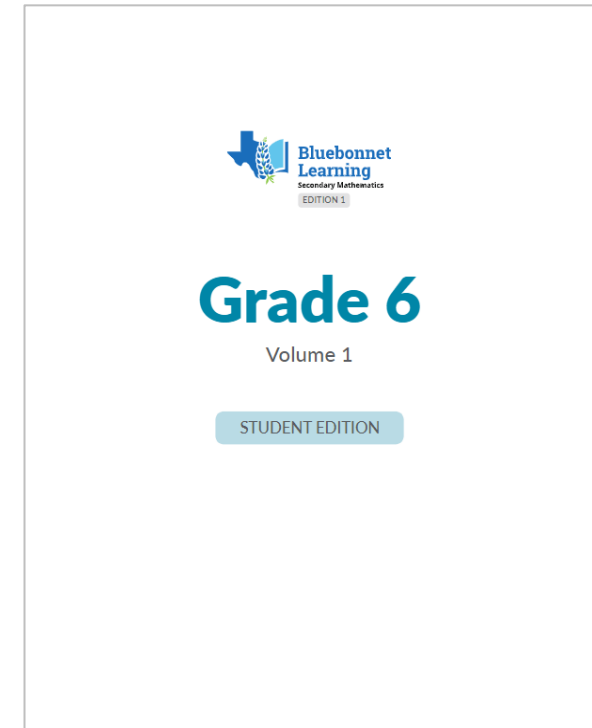 Bluebonnet
Learning
Secondary Mathematics
EDITION 1
Grade 6
Volume 1
STUDENT EDITION